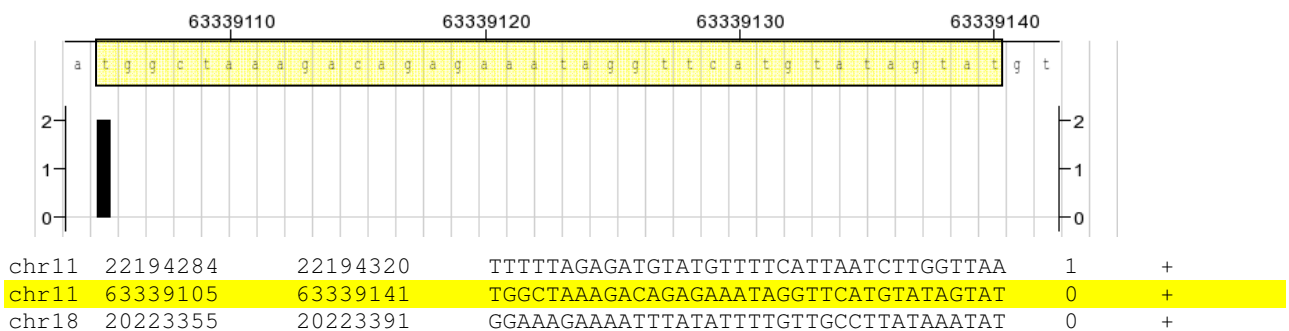 63339110 63339120 63339130 63339140
a t g g c t a a a g a c a g a g a a a t a g g t t c a t g t a t a g t a t g t
2 2
1 1
0 0
chr11 22194284 22194320 TTTTTAGAGATGTATGTTTTCATTAATCTTGGTTAA 1 +
chr11 63339105 63339141 TGGCTAAAGACAGAGAAATAGGTTCATGTATAGTAT 0 +
chr18 20223355 20223391 GGAAAGAAAATTTATATTTTGTTGCCTTATAAATAT 0 +